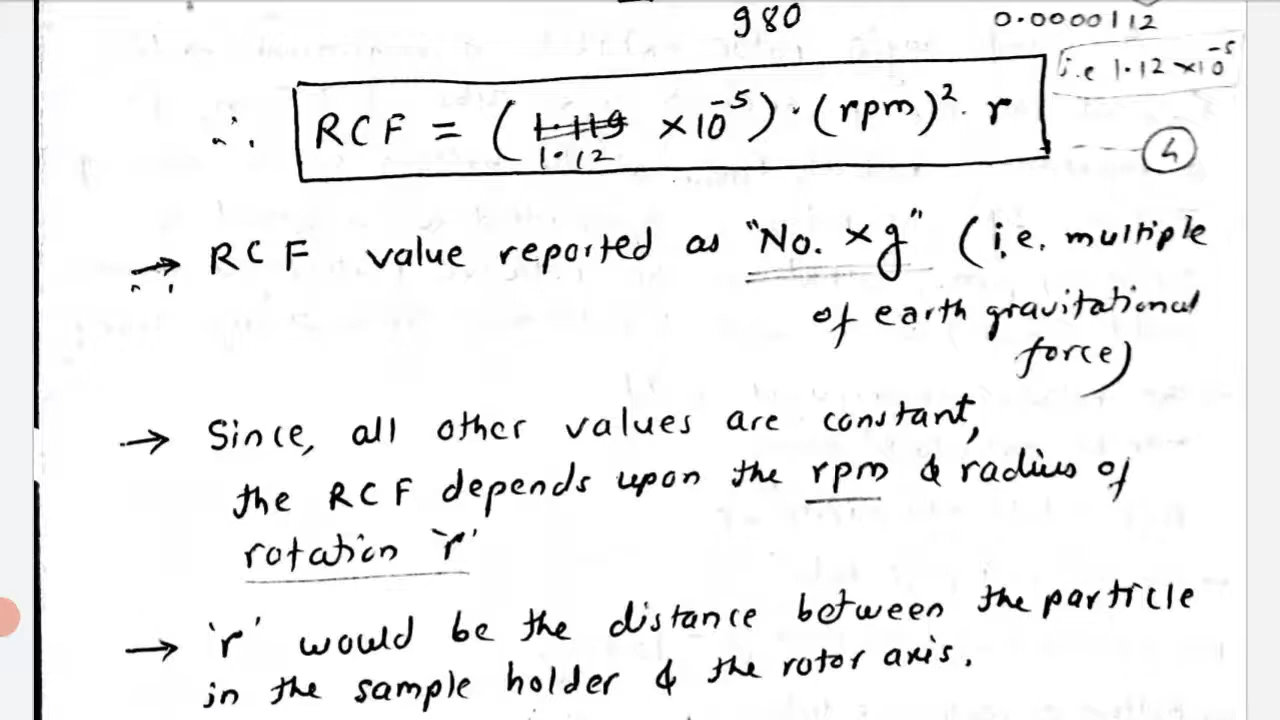 980
0.0000112
i.e 1.12 ×10⁻⁵
∴ RCF = ( 1.119 ×10⁻⁵ ) · (rpm)² · r
1.12
4
→ RCF value reported as "No. × g" (i.e. multiple
of earth gravitational
force)
→ Since, all other values are constant,
the RCF depends upon the rpm & radius of
rotation 'r'
→ 'r' would be the distance between the particle
in the sample holder & the rotor axis.